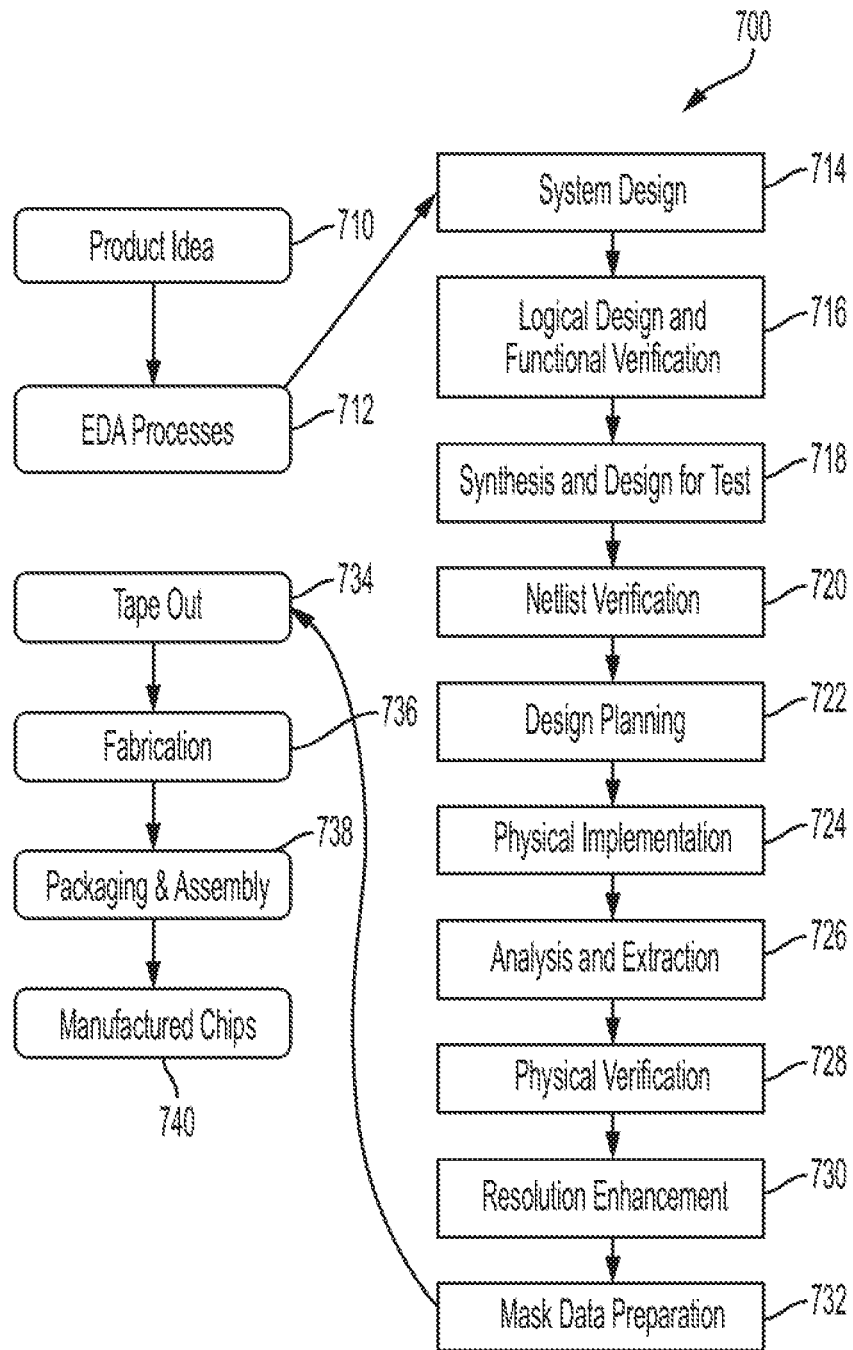 700
Product Idea
710
EDA Processes
712
System Design
714
Logical Design and
Functional Verification
716
Synthesis and Design for Test
718
Netlist Verification
720
Design Planning
722
Physical Implementation
724
Analysis and Extraction
726
Physical Verification
728
Resolution Enhancement
730
Mask Data Preparation
732
Tape Out
734
Fabrication
736
Packaging & Assembly
738
Manufactured Chips
740